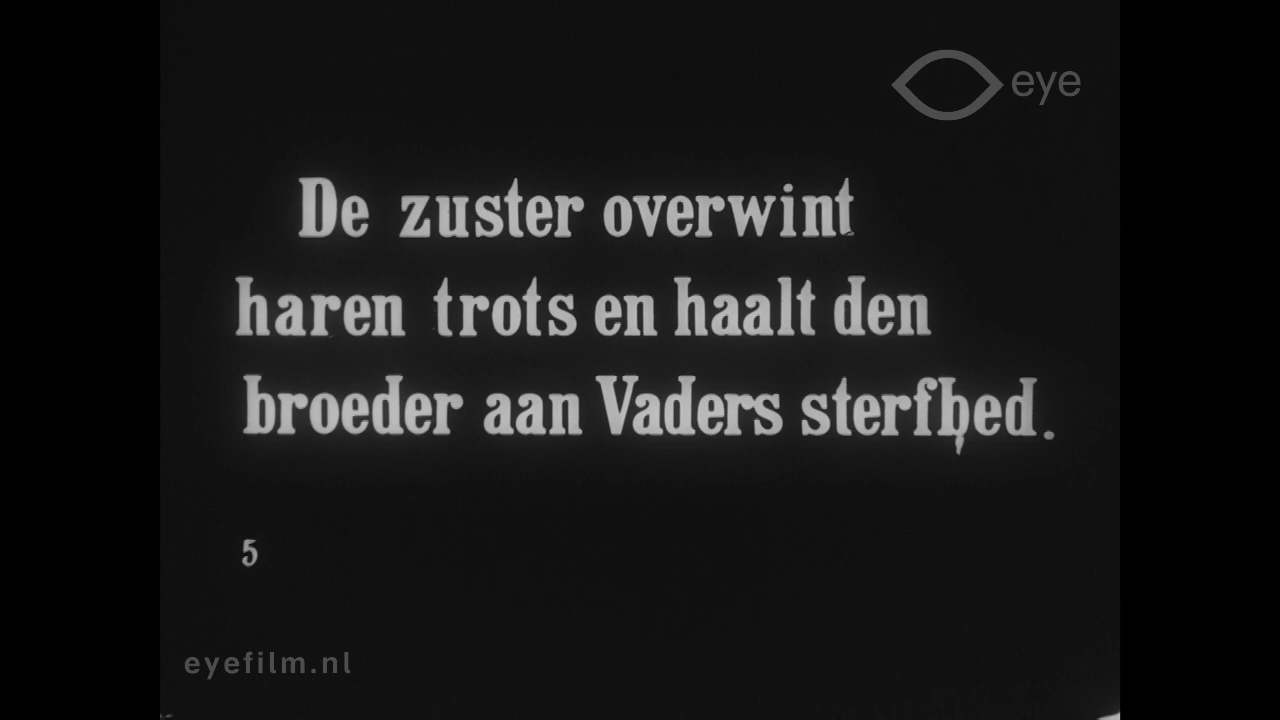 eye
De zuster overwint
haren trots en haalt den
broeder aan Vaders sterfbed.
5
eyefilm.nl